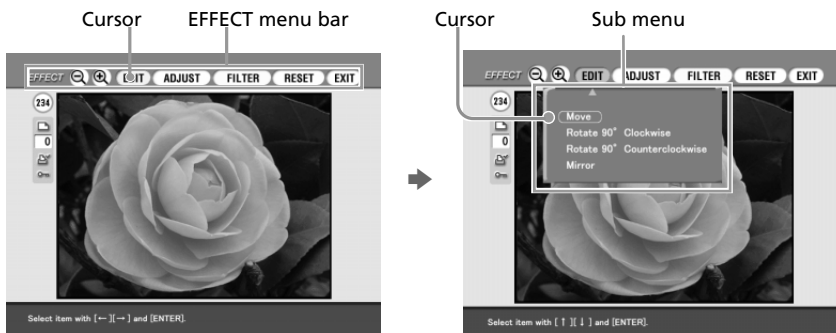 Cursor EFFECT menu bar
EFFECT EDIT ADJUST FILTER RESET EXIT
234
0
Select item with [←][→] and [ENTER].
Cursor Sub menu
EFFECT EDIT ADJUST FILTER RESET EXIT
234
0
Move
Rotate 90° Clockwise
Rotate 90° Counterclockwise
Mirror
Select item with [↑][↓] and [ENTER].